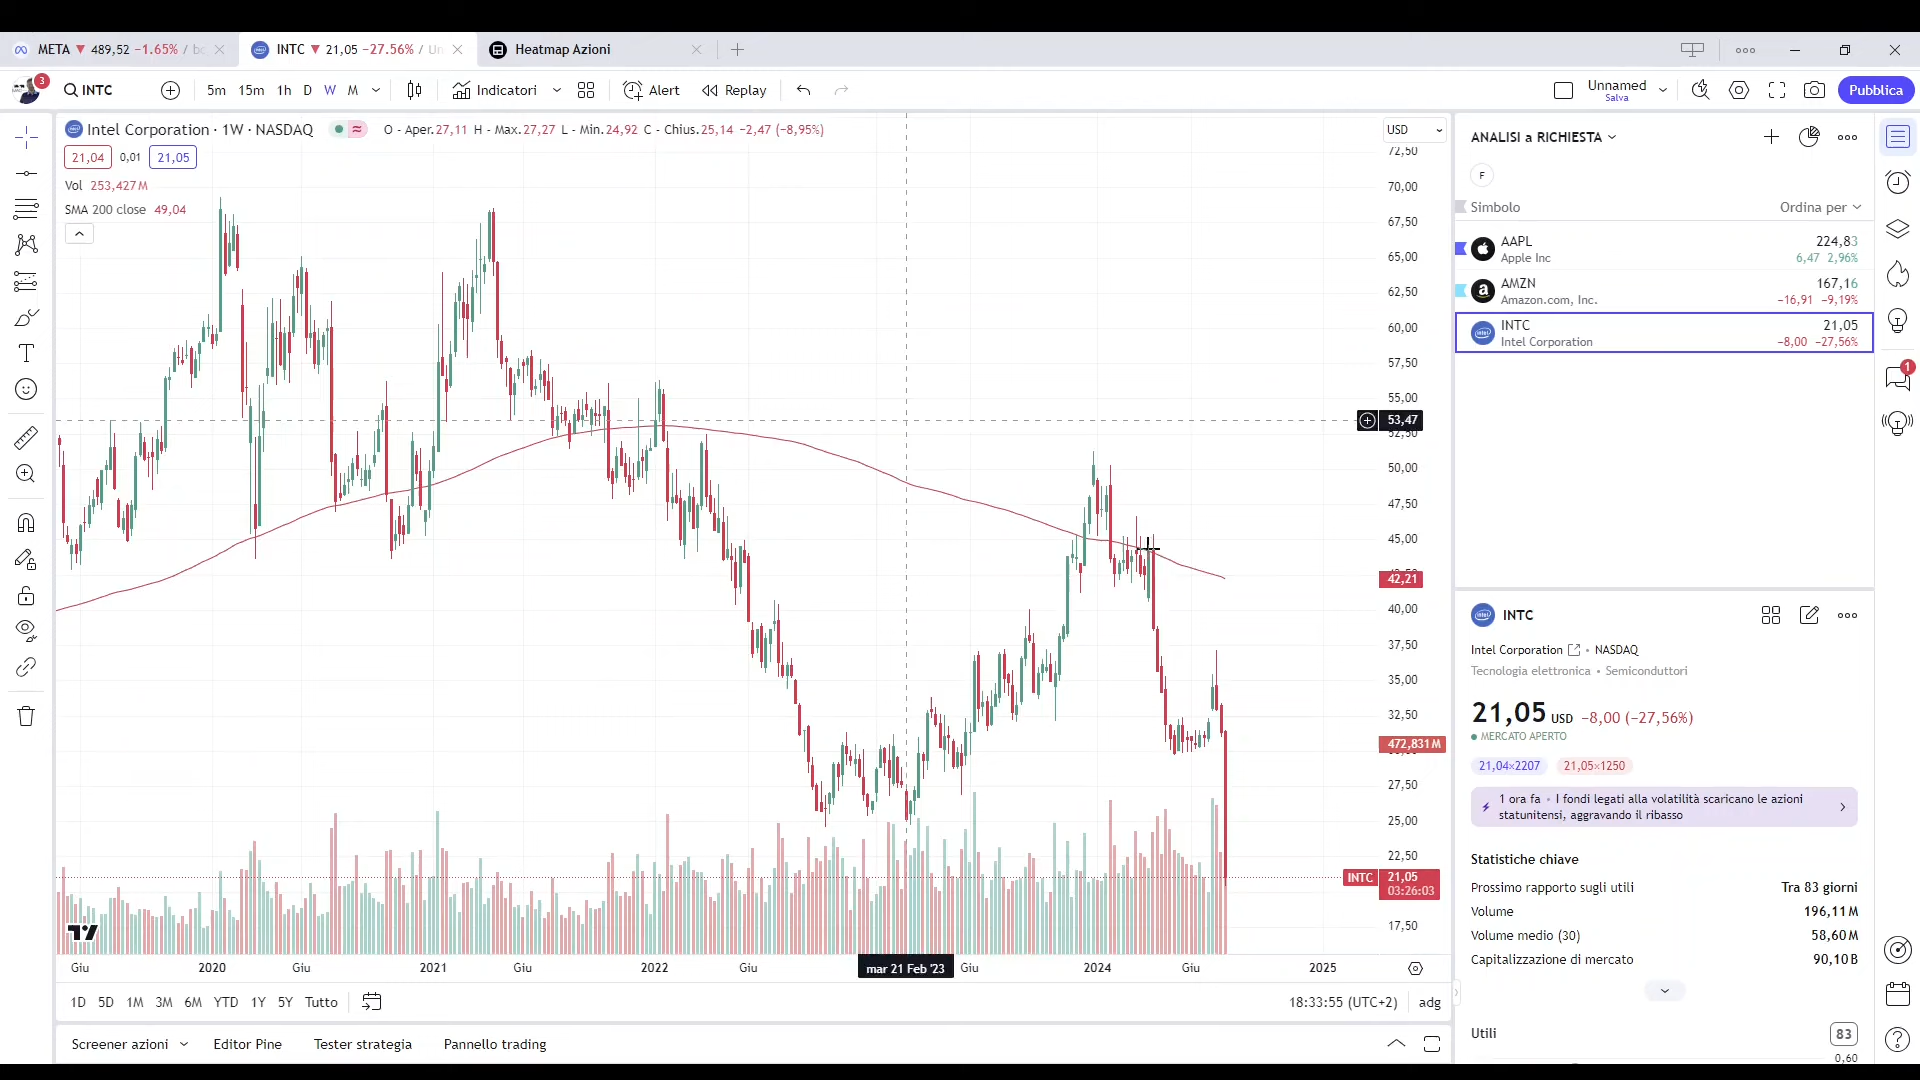 META ▼ 489,52 −1.65% / bc
INTC ▼ 21,05 −27.56% / Un
Heatmap Azioni
3
INTC
5m 15m 1h D W M
Indicatori
Alert
Replay
Unnamed
Salva
Pubblica
Intel Corporation · 1W · NASDAQ
O - Aper.27,11 H - Max.27,27 L - Min.24,92 C - Chius.25,14 −2,47 (−8,95%)
21,04 0,01 21,05
Vol 253,427M
SMA 200 close 49,04
USD
72,50
70,00
67,50
65,00
62,50
60,00
57,50
55,00
53,47
52,50
50,00
47,50
45,00
42,21
40,00
37,50
35,00
32,50
472,831M
27,50
25,00
22,50
INTC 21,05
03:26:03
17,50
Giu 2020 Giu 2021 Giu 2022 Giu mar 21 Feb '23 Giu 2024 Giu 2025
1D 5D 1M 3M 6M YTD 1Y 5Y Tutto
18:33:55 (UTC+2) adg
Screener azioni Editor Pine Tester strategia Pannello trading
ANALISI a RICHIESTA
F
Simbolo Ordina per
AAPL 224,83
Apple Inc 6,47 2,96%
AMZN 167,16
Amazon.com, Inc. −16,91 −9,19%
INTC 21,05
Intel Corporation −8,00 −27,56%
1
INTC
Intel Corporation • NASDAQ
Tecnologia elettronica • Semiconduttori
21,05 USD −8,00 (−27,56%)
MERCATO APERTO
21,04×2207 21,05×1250
1 ora fa • I fondi legati alla volatilità scaricano le azioni
statunitensi, aggravando il ribasso
Statistiche chiave
Prossimo rapporto sugli utili Tra 83 giorni
Volume 196,11M
Volume medio (30) 58,60M
Capitalizzazione di mercato 90,10B
Utili 83
0,60